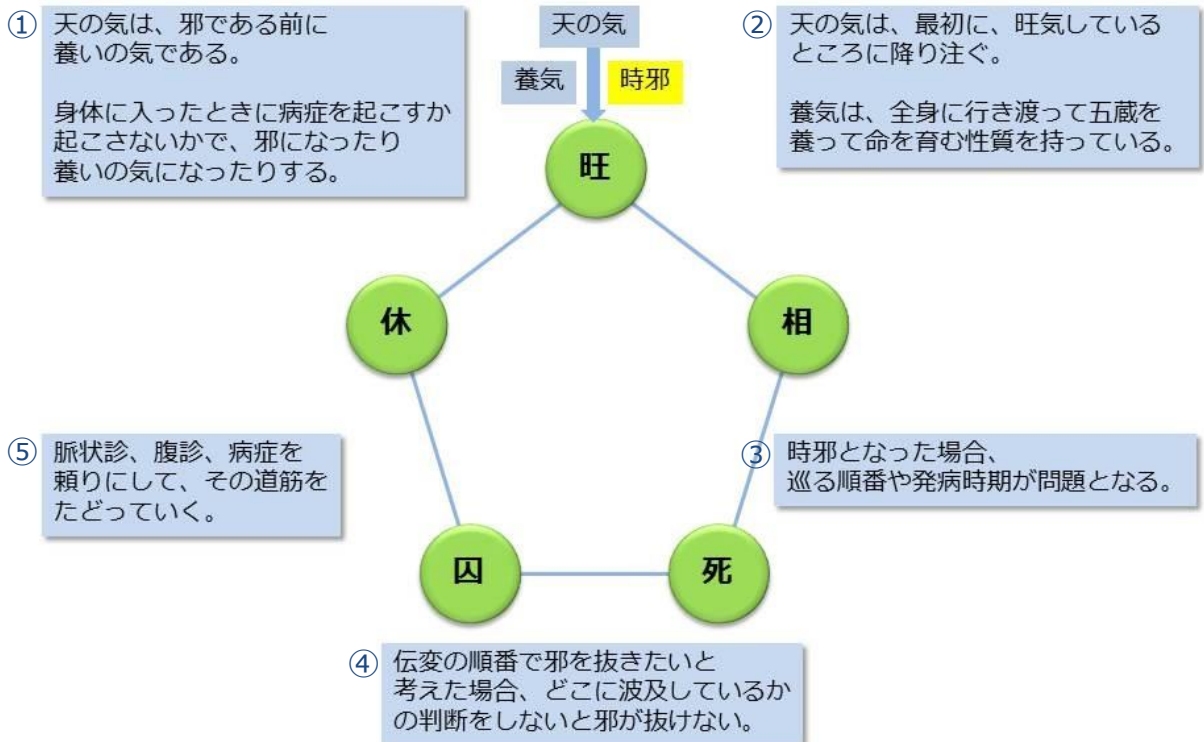 ① 天の気は、邪である前に
養いの気である。
身体に入ったときに病症を起こすか
起こさないかで、邪になったり
養いの気になったりする。
天の気
養気
時邪
② 天の気は、最初に、旺気している
ところに降り注ぐ。
養気は、全身に行き渡って五蔵を
養って命を育む性質を持っている。
旺
休
相
⑤ 脈状診、腹診、病症を
頼りにして、その道筋を
たどっていく。
③ 時邪となった場合、
巡る順番や発病時期が問題となる。
囚
死
④ 伝変の順番で邪を抜きたいと
考えた場合、どこに波及しているか
の判断をしないと邪が抜けない。